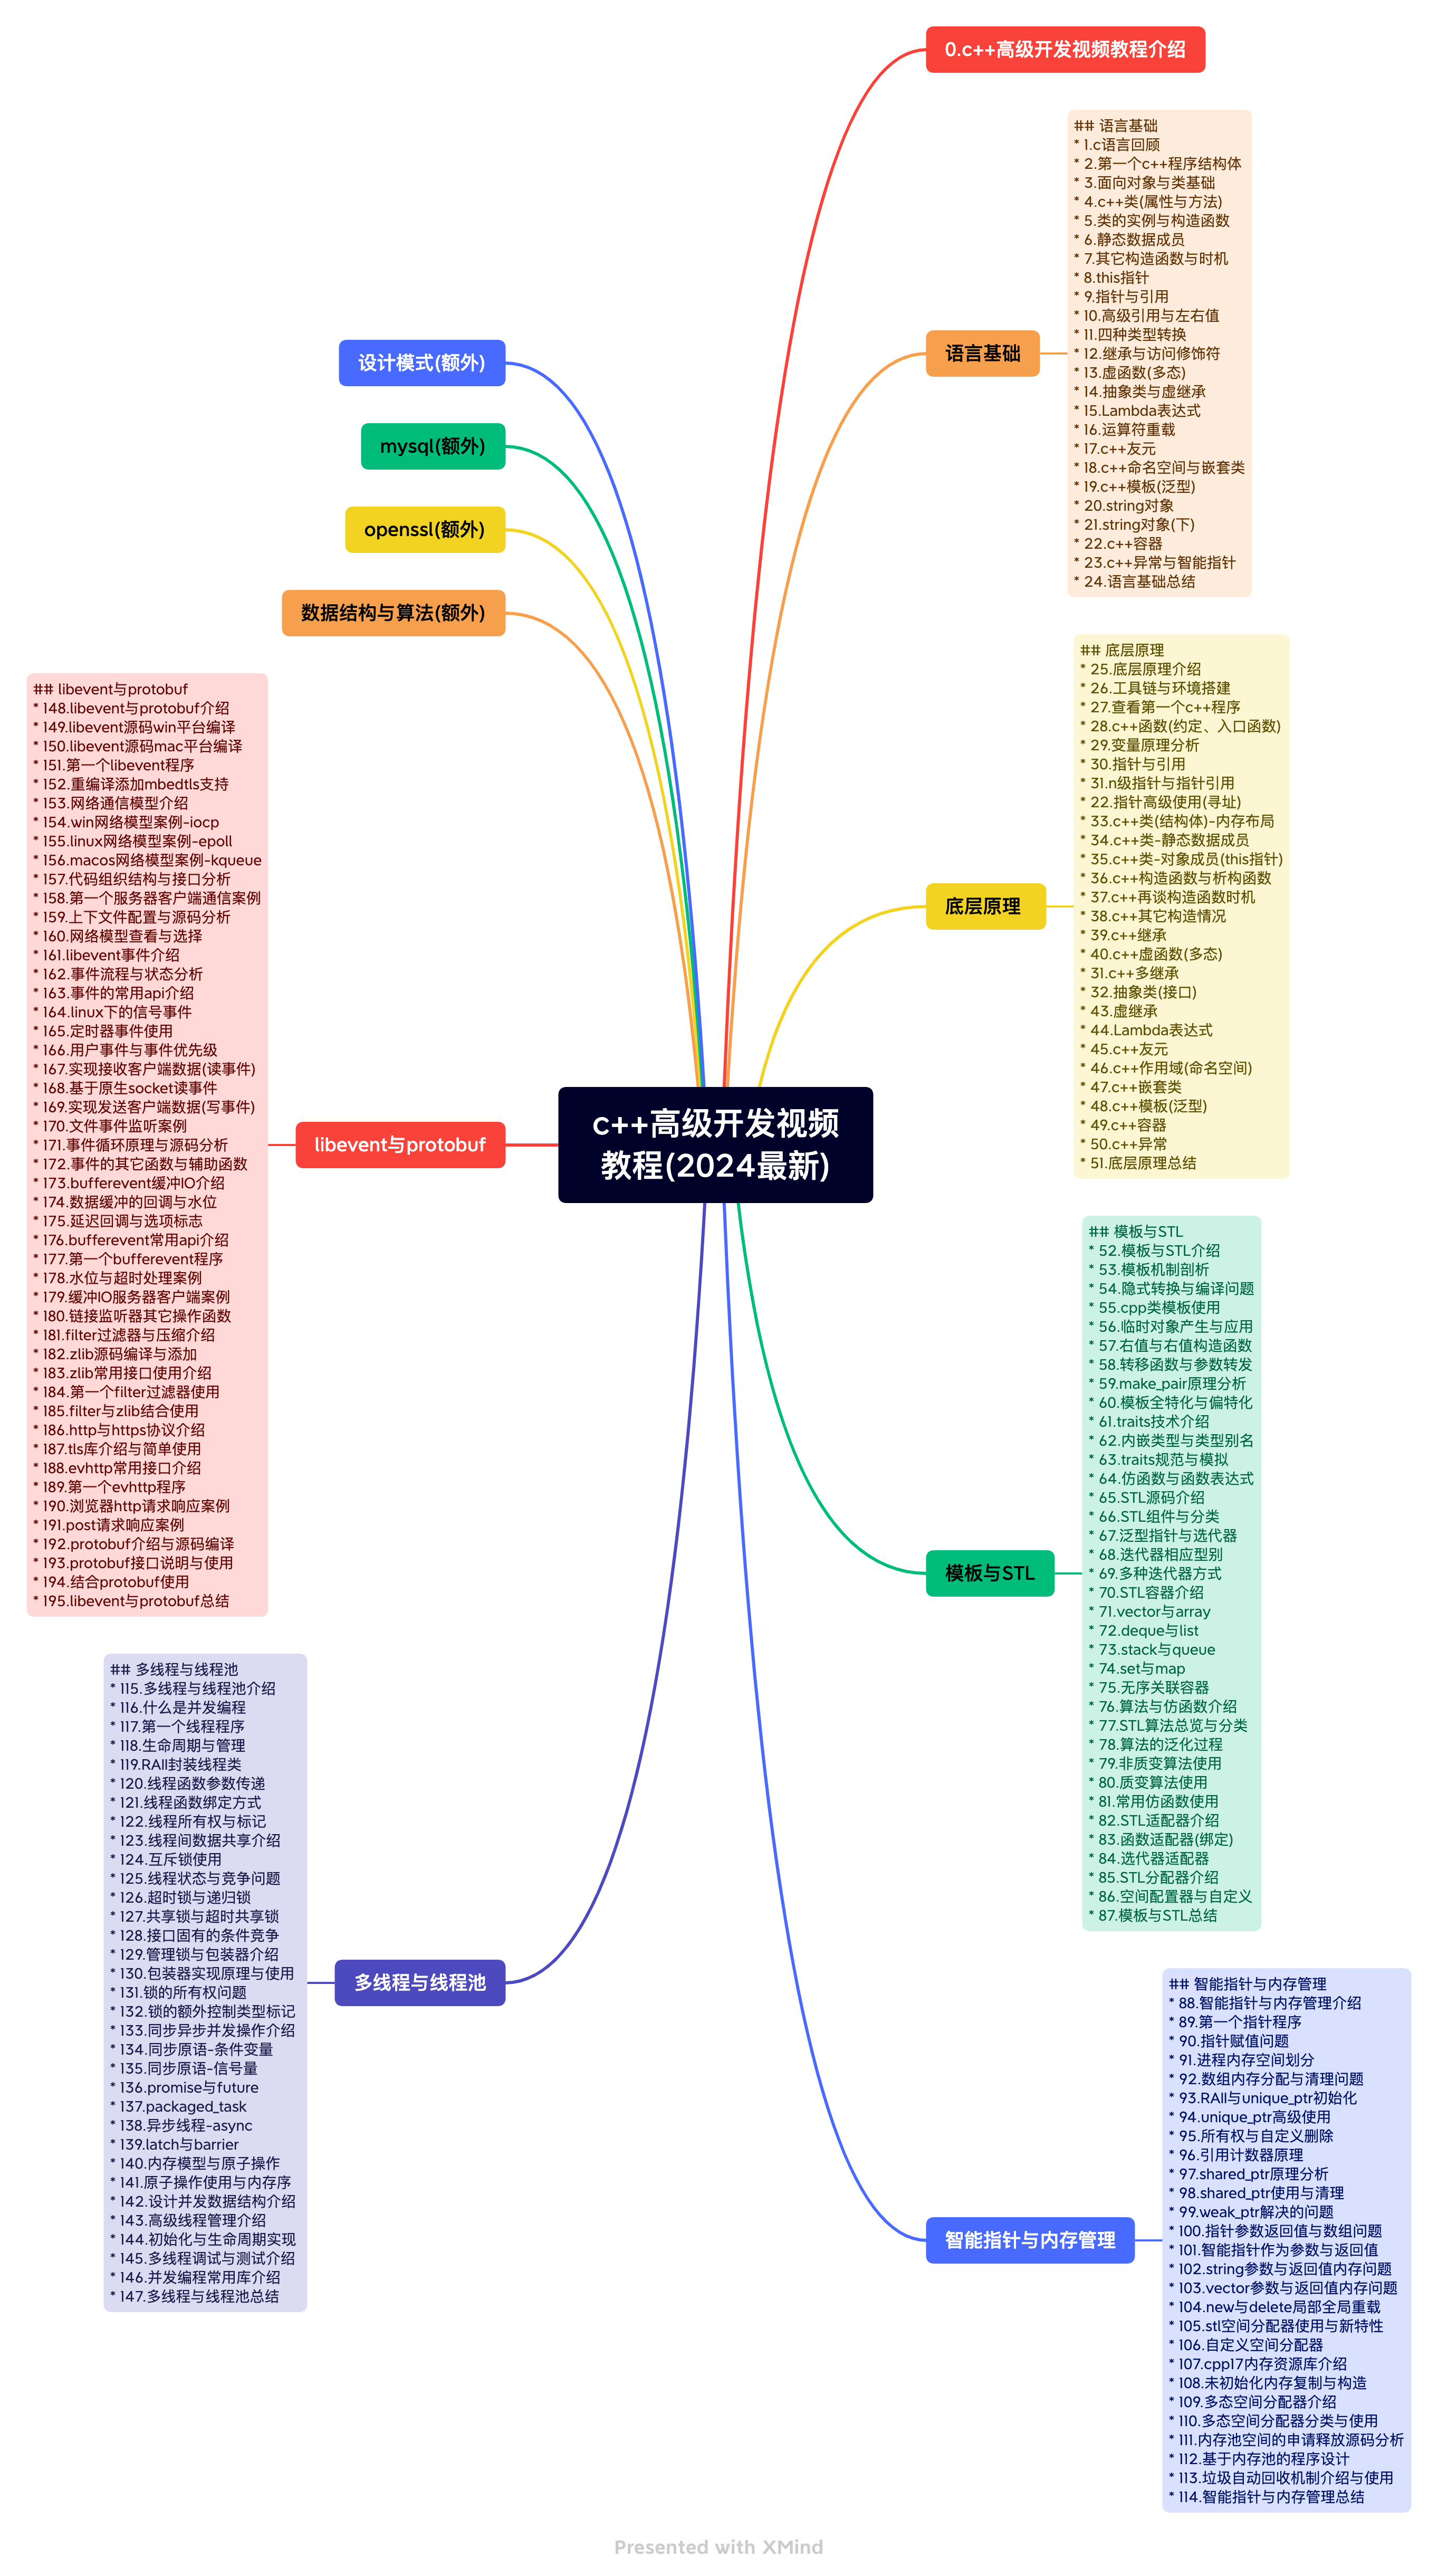 c++高级开发视频
教程(2024最新)
0.c++高级开发视频教程介绍
语言基础
## 语言基础
* 1.c语言回顾
* 2.第一个c++程序结构体
* 3.面向对象与类基础
* 4.c++类(属性与方法)
* 5.类的实例与构造函数
* 6.静态数据成员
* 7.其它构造函数与时机
* 8.this指针
* 9.指针与引用
* 10.高级引用与左右值
* 11.四种类型转换
* 12.继承与访问修饰符
* 13.虚函数(多态)
* 14.抽象类与虚继承
* 15.Lambda表达式
* 16.运算符重载
* 17.c++友元
* 18.c++命名空间与嵌套类
* 19.c++模板(泛型)
* 20.string对象
* 21.string对象(下)
* 22.c++容器
* 23.c++异常与智能指针
* 24.语言基础总结
底层原理
## 底层原理
* 25.底层原理介绍
* 26.工具链与环境搭建
* 27.查看第一个c++程序
* 28.c++函数(约定、入口函数)
* 29.变量原理分析
* 30.指针与引用
* 31.n级指针与指针引用
* 22.指针高级使用(寻址)
* 33.c++类(结构体)-内存布局
* 34.c++类-静态数据成员
* 35.c++类-对象成员(this指针)
* 36.c++构造函数与析构函数
* 37.c++再谈构造函数时机
* 38.c++其它构造情况
* 39.c++继承
* 40.c++虚函数(多态)
* 31.c++多继承
* 32.抽象类(接口)
* 43.虚继承
* 44.Lambda表达式
* 45.c++友元
* 46.c++作用域(命名空间)
* 47.c++嵌套类
* 48.c++模板(泛型)
* 49.c++容器
* 50.c++异常
* 51.底层原理总结
模板与STL
## 模板与STL
* 52.模板与STL介绍
* 53.模板机制剖析
* 54.隐式转换与编译问题
* 55.cpp类模板使用
* 56.临时对象产生与应用
* 57.右值与右值构造函数
* 58.转移函数与参数转发
* 59.make_pair原理分析
* 60.模板全特化与偏特化
* 61.traits技术介绍
* 62.内嵌类型与类型别名
* 63.traits规范与模拟
* 64.仿函数与函数表达式
* 65.STL源码介绍
* 66.STL组件与分类
* 67.泛型指针与迭代器
* 68.迭代器相应型别
* 69.多种迭代器方式
* 70.STL容器介绍
* 71.vector与array
* 72.deque与list
* 73.stack与queue
* 74.set与map
* 75.无序关联容器
* 76.算法与仿函数介绍
* 77.STL算法总览与分类
* 78.算法的泛化过程
* 79.非质变算法使用
* 80.质变算法使用
* 81.常用仿函数使用
* 82.STL适配器介绍
* 83.函数适配器(绑定)
* 84.迭代器适配器
* 85.STL分配器介绍
* 86.空间配置器与自定义
* 87.模板与STL总结
智能指针与内存管理
## 智能指针与内存管理
* 88.智能指针与内存管理介绍
* 89.第一个指针程序
* 90.指针赋值问题
* 91.进程内存空间划分
* 92.数组内存分配与清理问题
* 93.RAII与unique_ptr初始化
* 94.unique_ptr高级使用
* 95.所有权与自定义删除
* 96.引用计数器原理
* 97.shared_ptr原理分析
* 98.shared_ptr使用与清理
* 99.weak_ptr解决的问题
* 100.指针参数返回值与数组问题
* 101.智能指针作为参数与返回值
* 102.string参数与返回值内存问题
* 103.vector参数与返回值内存问题
* 104.new与delete局部全局重载
* 105.stl空间分配器使用与新特性
* 106.自定义空间分配器
* 107.cpp17内存资源库介绍
* 108.未初始化内存复制与构造
* 109.多态空间分配器介绍
* 110.多态空间分配器分类与使用
* 111.内存池空间的申请释放源码分析
* 112.基于内存池的程序设计
* 113.垃圾自动回收机制介绍与使用
* 114.智能指针与内存管理总结
设计模式(额外)
mysql(额外)
openssl(额外)
数据结构与算法(额外)
libevent与protobuf
## libevent与protobuf
* 148.libevent与protobuf介绍
* 149.libevent源码win平台编译
* 150.libevent源码mac平台编译
* 151.第一个libevent程序
* 152.重编译添加mbedtls支持
* 153.网络通信模型介绍
* 154.win网络模型案例-iocp
* 155.linux网络模型案例-epoll
* 156.macos网络模型案例-kqueue
* 157.代码组织结构与接口分析
* 158.第一个服务器客户端通信案例
* 159.上下文件配置与源码分析
* 160.网络模型查看与选择
* 161.libevent事件介绍
* 162.事件流程与状态分析
* 163.事件的常用api介绍
* 164.linux下的信号事件
* 165.定时器事件使用
* 166.用户事件与事件优先级
* 167.实现接收客户端数据(读事件)
* 168.基于原生socket读事件
* 169.实现发送客户端数据(写事件)
* 170.文件事件监听案例
* 171.事件循环原理与源码分析
* 172.事件的其它函数与辅助函数
* 173.bufferevent缓冲IO介绍
* 174.数据缓冲的回调与水位
* 175.延迟回调与选项标志
* 176.bufferevent常用api介绍
* 177.第一个bufferevent程序
* 178.水位与超时处理案例
* 179.缓冲IO服务器客户端案例
* 180.链接监听器其它操作函数
* 181.filter过滤器与压缩介绍
* 182.zlib源码编译与添加
* 183.zlib常用接口使用介绍
* 184.第一个filter过滤器使用
* 185.filter与zlib结合使用
* 186.http与https协议介绍
* 187.tls库介绍与简单使用
* 188.evhttp常用接口介绍
* 189.第一个evhttp程序
* 190.浏览器http请求响应案例
* 191.post请求响应案例
* 192.protobuf介绍与源码编译
* 193.protobuf接口说明与使用
* 194.结合protobuf使用
* 195.libevent与protobuf总结
多线程与线程池
## 多线程与线程池
* 115.多线程与线程池介绍
* 116.什么是并发编程
* 117.第一个线程程序
* 118.生命周期与管理
* 119.RAII封装线程类
* 120.线程函数参数传递
* 121.线程函数绑定方式
* 122.线程所有权与标记
* 123.线程间数据共享介绍
* 124.互斥锁使用
* 125.线程状态与竞争问题
* 126.超时锁与递归锁
* 127.共享锁与超时共享锁
* 128.接口固有的条件竞争
* 129.管理锁与包装器介绍
* 130.包装器实现原理与使用
* 131.锁的所有权问题
* 132.锁的额外控制类型标记
* 133.同步异步并发操作介绍
* 134.同步原语-条件变量
* 135.同步原语-信号量
* 136.promise与future
* 137.packaged_task
* 138.异步线程-async
* 139.latch与barrier
* 140.内存模型与原子操作
* 141.原子操作使用与内存序
* 142.设计并发数据结构介绍
* 143.高级线程管理介绍
* 144.初始化与生命周期实现
* 145.多线程调试与测试介绍
* 146.并发编程常用库介绍
* 147.多线程与线程池总结
Presented with XMind